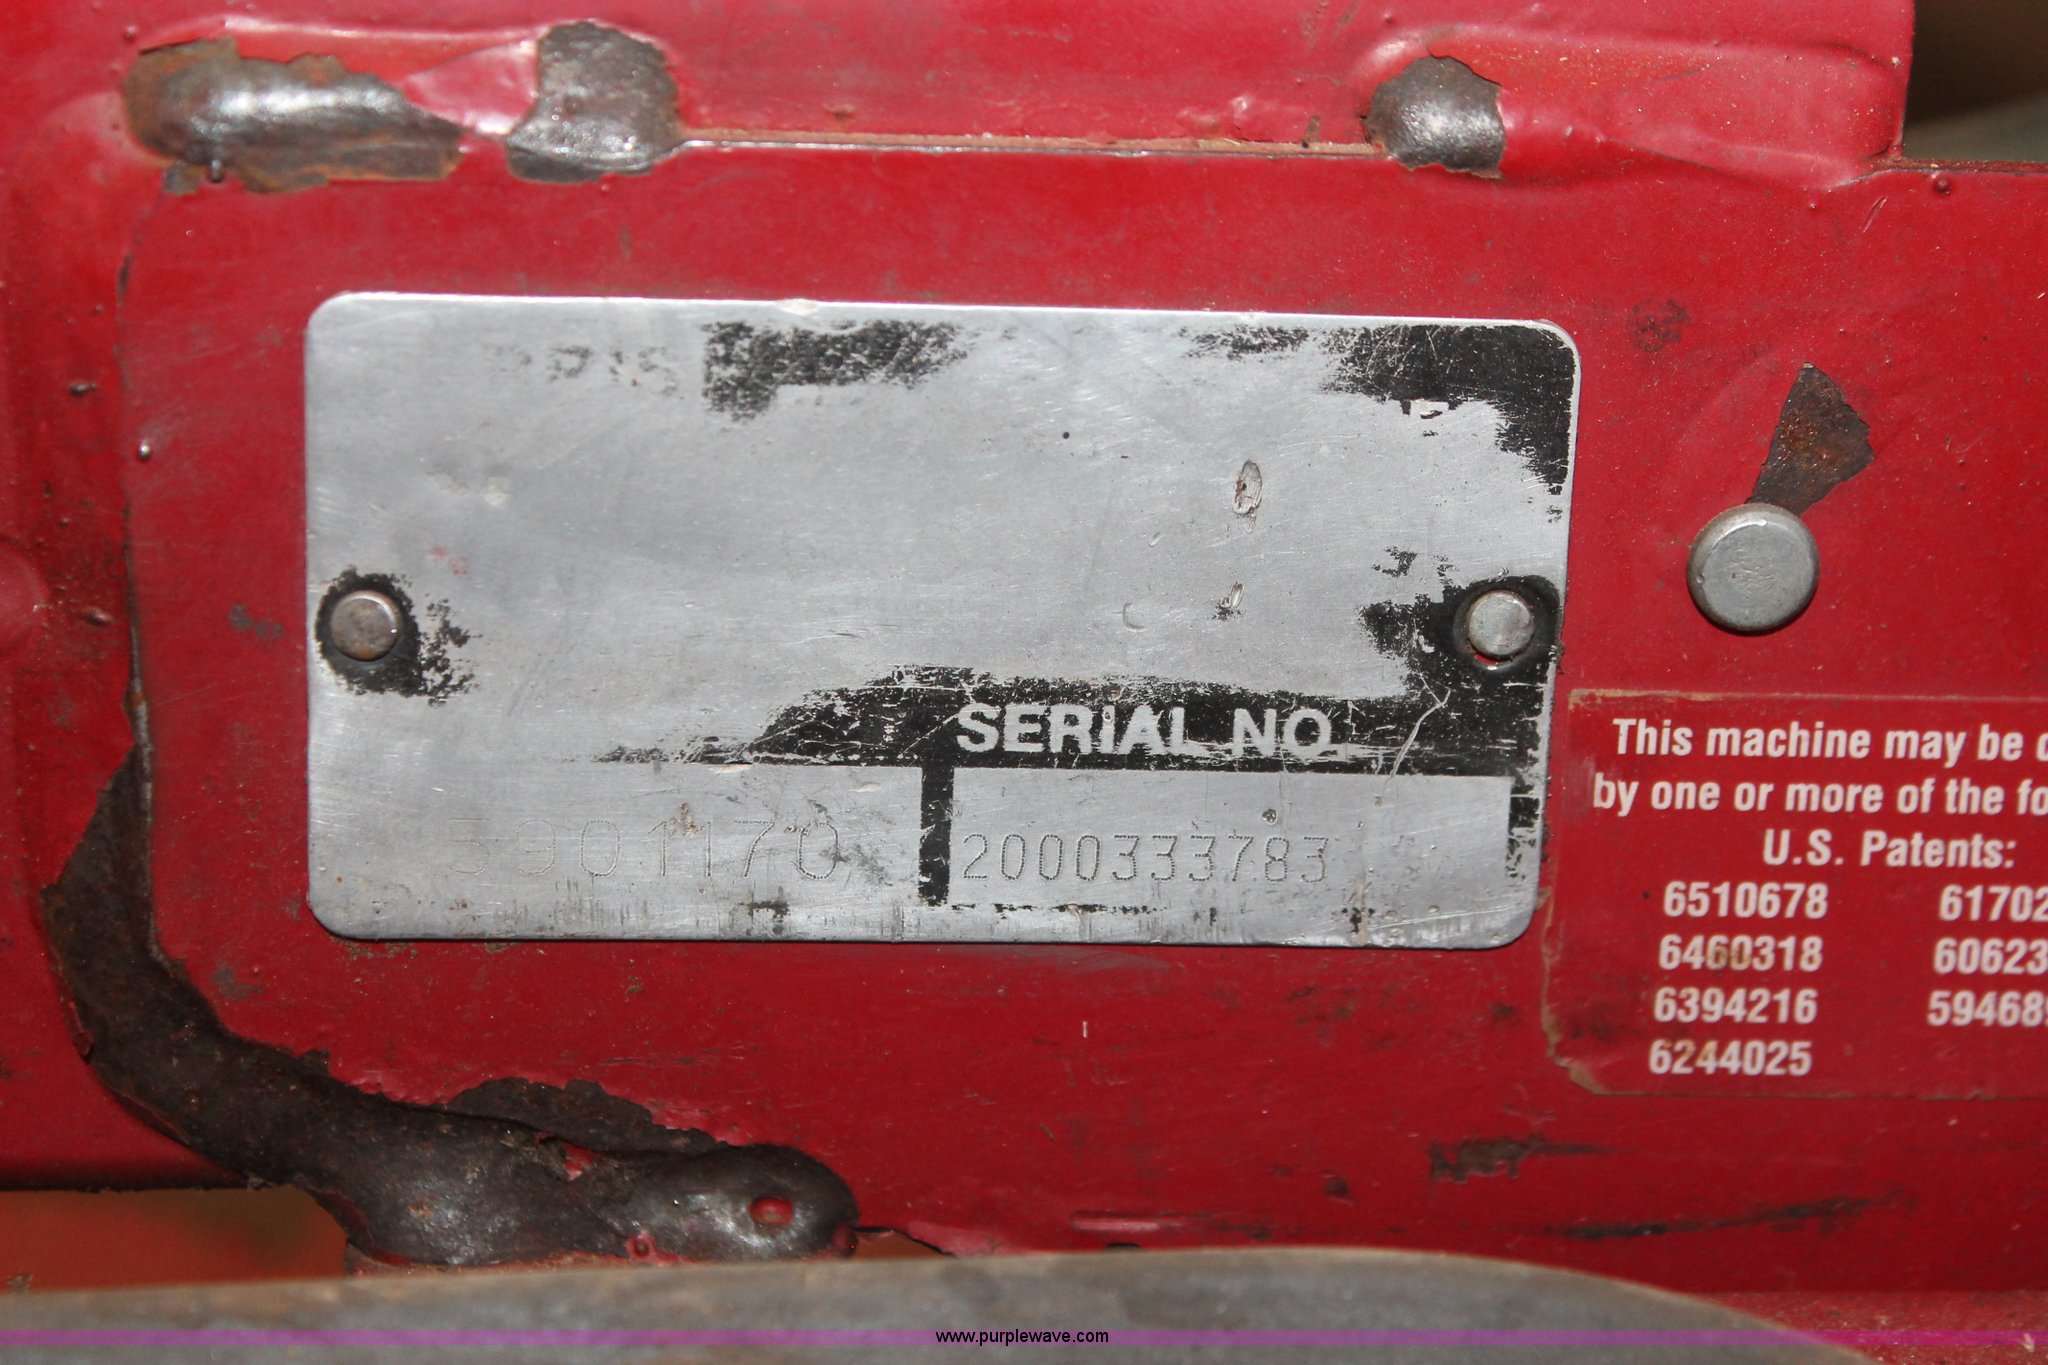 SERIAL NO.
5901170 2000333783
This machine may be
by one or more of the
U.S. Patents:
6510678
6460318
6394216
6244025
www.purplewave.com